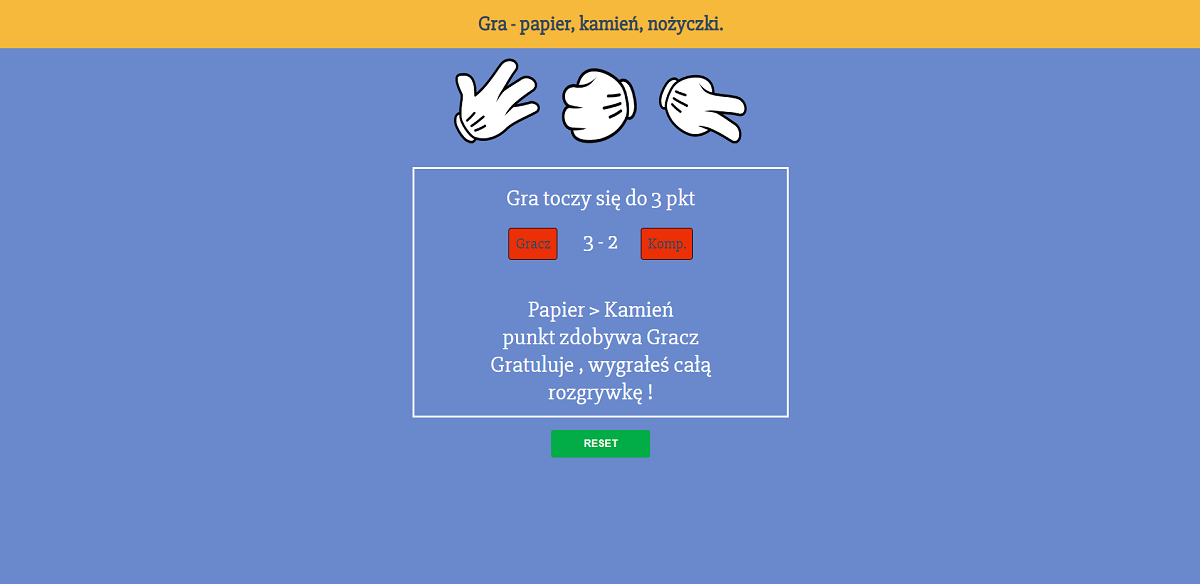 Gra - papier, kamień, nożyczki.
Gra toczy się do 3 pkt
Gracz 3 - 2 Komp.
Papier > Kamień
punkt zdobywa Gracz
Gratuluje , wygrałeś całą
rozgrywkę !
RESET